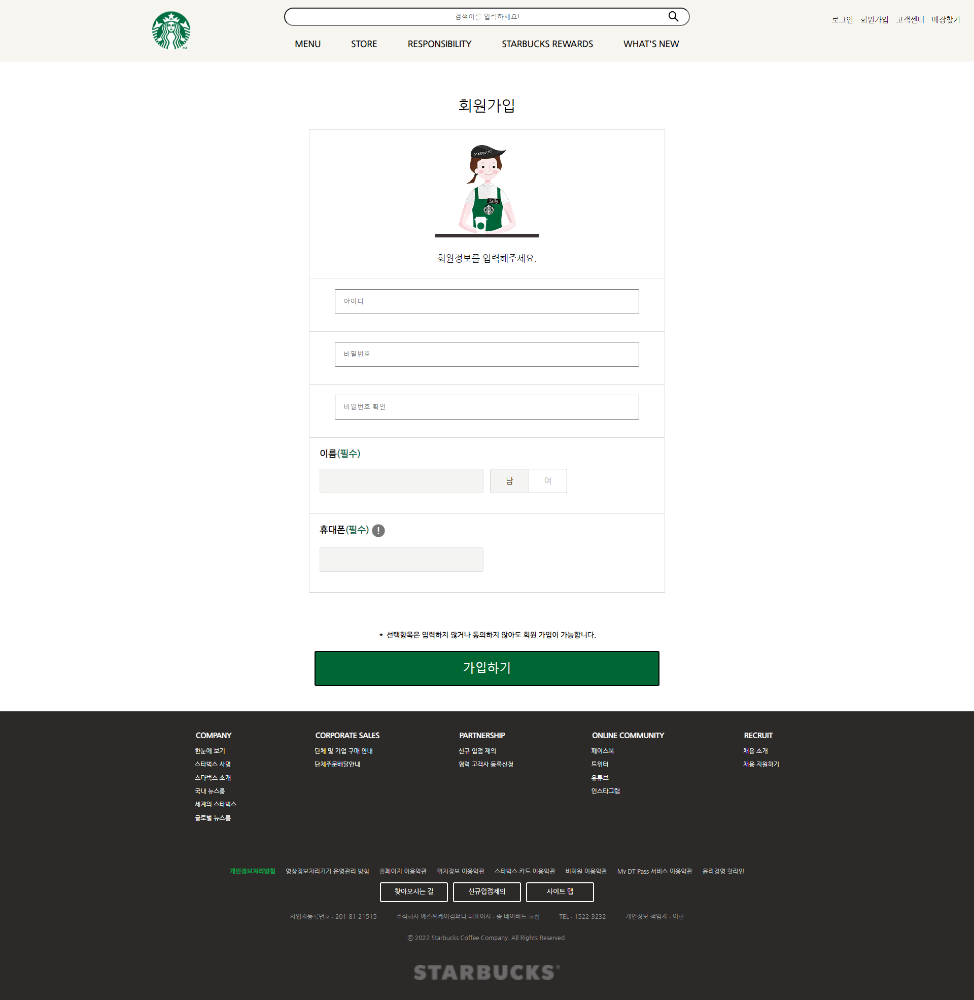 검색어를 입력하세요!
로그인 회원가입 고객센터 매장찾기
TM
MENU STORE RESPONSIBILITY STARBUCKS REWARDS WHAT'S NEW
회원가입
STARBUCKS
Sally
회원정보를 입력해주세요.
아이디
비밀번호
비밀번호 확인
이름(필수)
남 여
휴대폰(필수) !
* 선택항목은 입력하지 않거나 동의하지 않아도 회원 가입이 가능합니다.
가입하기
COMPANY
한눈에 보기
스타벅스 사명
스타벅스 소개
국내 뉴스룸
세계의 스타벅스
글로벌 뉴스룸
CORPORATE SALES
단체 및 기업 구매 안내
단체주문배달안내
PARTNERSHIP
신규 입점 제의
협력 고객사 등록신청
ONLINE COMMUNITY
페이스북
트위터
유튜브
인스타그램
RECRUIT
채용 소개
채용 지원하기
개인정보처리방침 영상정보처리기기 운영관리 방침 홈페이지 이용약관 위치정보 이용약관 스타벅스 카드 이용약관 비회원 이용약관 My DT Pass 서비스 이용약관 윤리경영 핫라인
찾아오시는 길 신규입점제의 사이트 맵
사업자등록번호 : 201-81-21515 주식회사 에스씨케이컴퍼니 대표이사 : 송 데이비드 호섭 TEL : 1522-3232 개인정보 책임자 : 이현
ⓒ 2022 Starbucks Coffee Company. All Rights Reserved.
STARBUCKS®